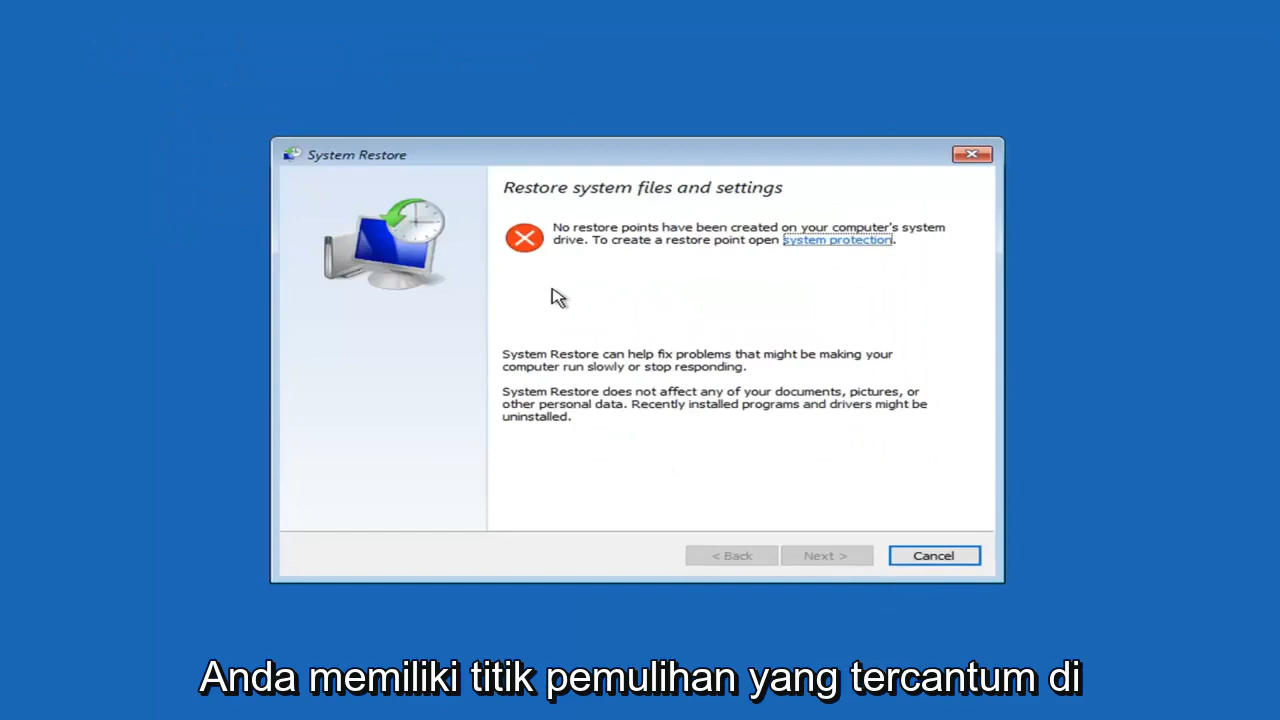 System Restore
Restore system files and settings
No restore points have been created on your computer's system
drive. To create a restore point open system protection.
System Restore can help fix problems that might be making your
computer run slowly or stop responding.
System Restore does not affect any of your documents, pictures, or
other personal data. Recently installed programs and drivers might be
uninstalled.
< Back Next > Cancel
Anda memiliki titik pemulihan yang tercantum di